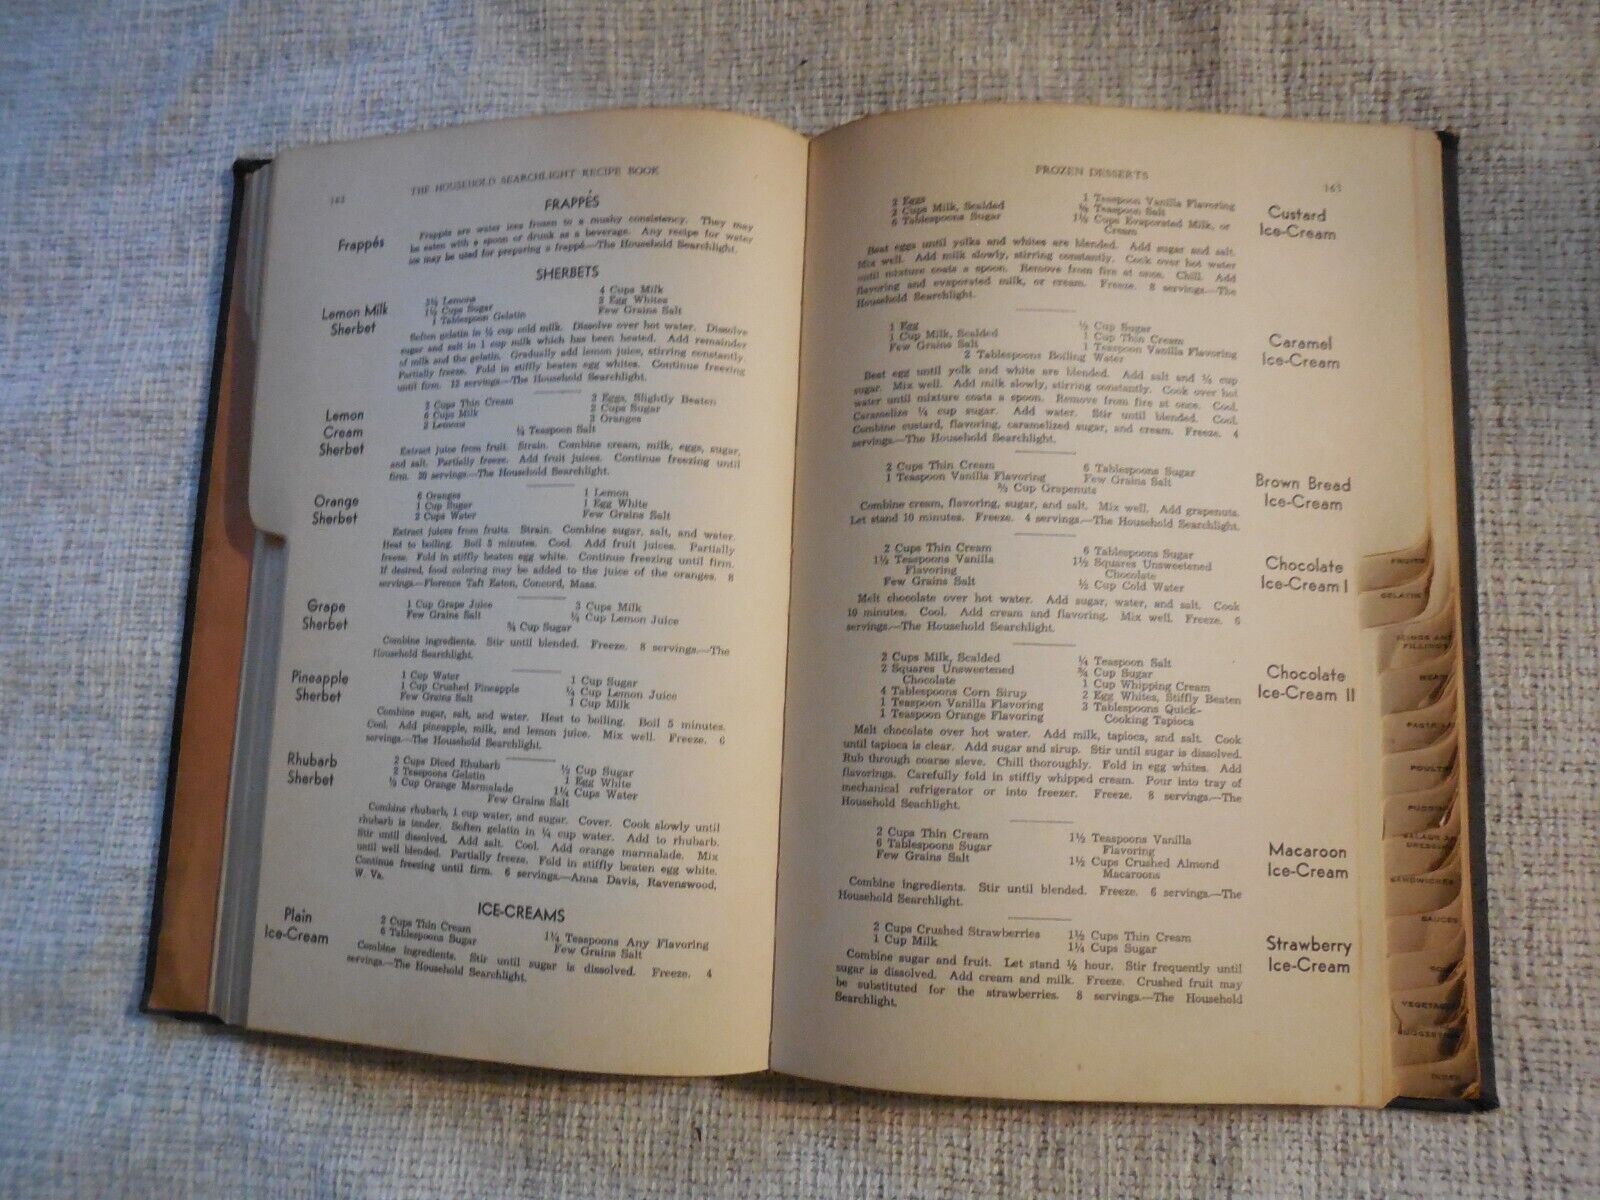 162
THE HOUSEHOLD SEARCHLIGHT RECIPE BOOK
FRAPPÉS
Frappés
Frappés are water ices frozen to a mushy consistency. They may
be eaten with a spoon or drunk as a beverage. Any recipe for water
ice may be used for preparing a frappé.—The Household Searchlight.
SHERBETS
Lemon Milk
Sherbet
3½ Lemons
1½ Cups Sugar
1 Tablespoon Gelatin
4 Cups Milk
2 Egg Whites
Few Grains Salt
Soften gelatin in ½ cup cold milk. Dissolve over hot water. Dissolve
sugar and salt in 1 cup milk which has been heated. Add remainder
of milk and the gelatin. Gradually add lemon juice, stirring constantly.
Partially freeze. Fold in stiffly beaten egg whites. Continue freezing
until firm. 12 servings—The Household Searchlight.
Lemon
Cream
Sherbet
2 Cups Thin Cream
6 Cups Milk
2 Lemons
3 Eggs, Slightly Beaten
2 Cups Sugar
3 Oranges
¼ Teaspoon Salt
Extract juice from fruit. Strain. Combine cream, milk, eggs, sugar,
and salt. Partially freeze. Add fruit juices. Continue freezing until
firm. 20 servings.—The Household Searchlight.
Orange
Sherbet
6 Oranges
1 Cup Sugar
2 Cups Water
1 Lemon
1 Egg White
Few Grains Salt
Extract juices from fruits. Strain. Combine sugar, salt, and water.
Heat to boiling. Boil 5 minutes. Cool. Add fruit juices. Partially
freeze. Fold in stiffly beaten egg white. Continue freezing until firm.
If desired, food coloring may be added to the juice of the oranges. 8
servings—Florence Taft Eaton, Concord, Mass.
Grape
Sherbet
1 Cup Grape Juice
Few Grains Salt
3 Cups Milk
¼ Cup Lemon Juice
¾ Cup Sugar
Combine ingredients. Stir until blended. Freeze. 8 servings.—The
Household Searchlight.
Pineapple
Sherbet
1 Cup Water
1 Cup Crushed Pineapple
Few Grains Salt
1 Cup Sugar
¼ Cup Lemon Juice
1 Cup Milk
Combine sugar, salt, and water. Heat to boiling. Boil 5 minutes.
Cool. Add pineapple, milk, and lemon juice. Mix well. Freeze. 6
servings.—The Household Searchlight.
Rhubarb
Sherbet
2 Cups Diced Rhubarb
2 Teaspoons Gelatin
⅓ Cup Orange Marmalade
½ Cup Sugar
1 Egg White
1¼ Cups Water
Few Grains Salt
Combine rhubarb, 1 cup water, and sugar. Cover. Cook slowly until
rhubarb is tender. Soften gelatin in ¼ cup water. Add to rhubarb.
Stir until dissolved. Add salt. Cool. Add orange marmalade. Mix
until well blended. Partially freeze. Fold in stiffly beaten egg white.
Continue freezing until firm. 6 servings.—Anna Davis, Ravenswood,
W. Va.
ICE-CREAMS
Plain
Ice-Cream
2 Cups Thin Cream
6 Tablespoons Sugar
1¼ Teaspoons Any Flavoring
Few Grains Salt
Combine ingredients. Stir until sugar is dissolved. Freeze. 4
servings.—The Household Searchlight.
FROZEN DESSERTS
163
2 Eggs
2 Cups Milk, Scalded
6 Tablespoons Sugar
1 Teaspoon Vanilla Flavoring
⅛ Teaspoon Salt
1½ Cups Evaporated Milk, or
Cream
Custard
Ice-Cream
Beat eggs until yolks and whites are blended. Add sugar and salt.
Mix well. Add milk slowly, stirring constantly. Cook over hot water
until mixture coats a spoon. Remove from fire at once. Chill. Add
flavoring and evaporated milk, or cream. Freeze. 8 servings.—The
Household Searchlight.
1 Egg
1 Cup Milk, Scalded
Few Grains Salt
½ Cup Sugar
1 Cup Thin Cream
1 Teaspoon Vanilla Flavoring
2 Tablespoons Boiling Water
Caramel
Ice-Cream
Beat egg until yolk and white are blended. Add salt and ¼ cup
sugar. Mix well. Add milk slowly, stirring constantly. Cook over hot
water until mixture coats a spoon. Remove from fire at once. Cool.
Caramelize ¼ cup sugar. Add water. Stir until blended. Cool.
Combine custard, flavoring, caramelized sugar, and cream. Freeze. 4
servings.—The Household Searchlight.
2 Cups Thin Cream
1 Teaspoon Vanilla Flavoring
6 Tablespoons Sugar
Few Grains Salt
⅔ Cup Grapenuts
Brown Bread
Ice-Cream
Combine cream, flavoring, sugar, and salt. Mix well. Add grapenuts.
Let stand 10 minutes. Freeze. 4 servings.—The Household Searchlight.
2 Cups Thin Cream
1½ Teaspoons Vanilla
Flavoring
Few Grains Salt
6 Tablespoons Sugar
1½ Squares Unsweetened
Chocolate
½ Cup Cold Water
Chocolate
Ice-Cream I
Melt chocolate over hot water. Add sugar, water, and salt. Cook
10 minutes. Cool. Add cream and flavoring. Mix well. Freeze. 6
servings.—The Household Searchlight.
2 Cups Milk, Scalded
2 Squares Unsweetened
Chocolate
4 Tablespoons Corn Sirup
1 Teaspoon Vanilla Flavoring
1 Teaspoon Orange Flavoring
¼ Teaspoon Salt
¾ Cup Sugar
1 Cup Whipping Cream
2 Egg Whites, Stiffly Beaten
3 Tablespoons Quick-
Cooking Tapioca
Chocolate
Ice-Cream II
Melt chocolate over hot water. Add milk, tapioca, and salt. Cook
until tapioca is clear. Add sugar and sirup. Stir until sugar is dissolved.
Rub through coarse sieve. Chill thoroughly. Fold in egg whites. Add
flavorings. Carefully fold in stiffly whipped cream. Pour into tray of
mechanical refrigerator or into freezer. Freeze. 8 servings.—The
Household Seachlight.
2 Cups Thin Cream
6 Tablespoons Sugar
Few Grains Salt
1½ Teaspoons Vanilla
Flavoring
1½ Cups Crushed Almond
Macaroons
Macaroon
Ice-Cream
Combine ingredients. Stir until blended. Freeze. 6 servings.—The
Household Searchlight.
2 Cups Crushed Strawberries
1 Cup Milk
1½ Cups Thin Cream
1¼ Cups Sugar
Strawberry
Ice-Cream
Combine sugar and fruit. Let stand ½ hour. Stir frequently until
sugar is dissolved. Add cream and milk. Freeze. Crushed fruit may
be substituted for the strawberries. 8 servings.—The Household
Searchlight.
FRUITS
GELATIN
FILLINGS
MEAT
POULTRY
SANDWICHES
SAUCES
INDEX